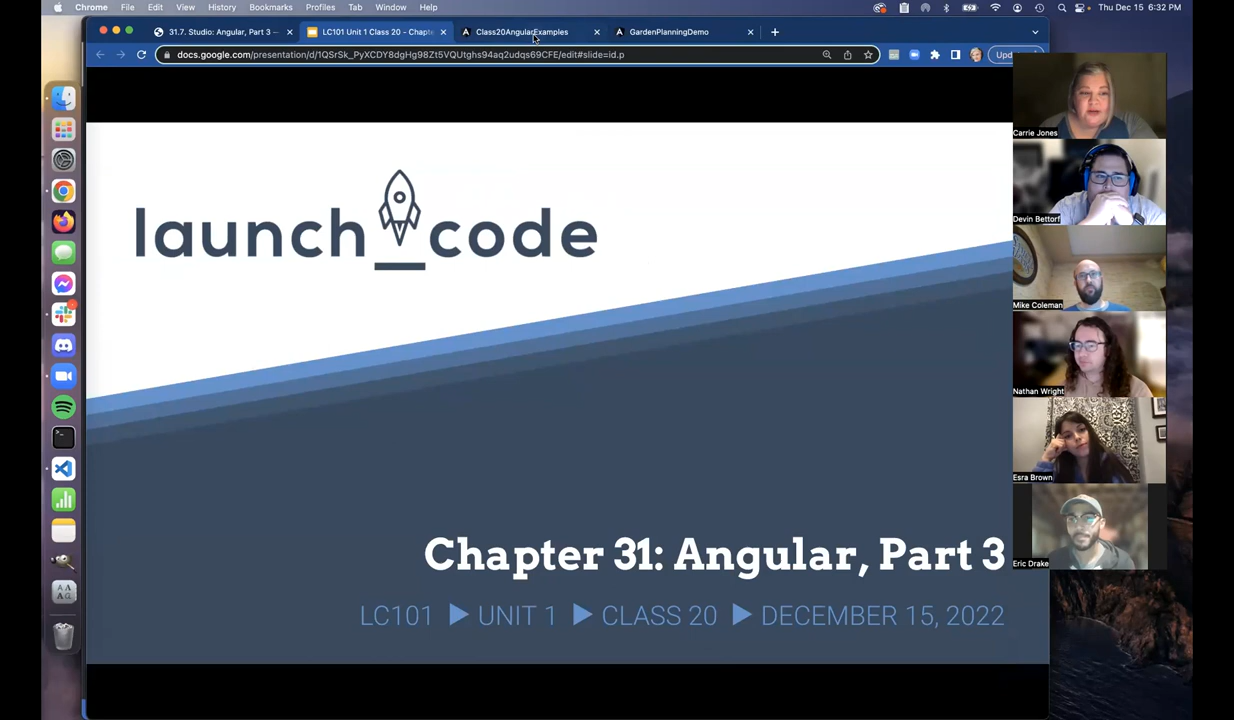 Chrome File Edit View History Bookmarks Profiles Tab Window Help Thu Dec 15 6:32 PM
31.7. Studio: Angular, Part 3 — LC101 Unit 1 Class 20 - Chapte Class20AngularExamples GardenPlanningDemo
docs.google.com/presentation/d/1QSrSk_PyXCDY8dgHg98Zt5VQUtghs94aq2udqs69CFE/edit#slide=id.p Upd
launch_code
Chapter 31: Angular, Part 3
LC101 ▶ UNIT 1 ▶ CLASS 20 ▶ DECEMBER 15, 2022
Carrie Jones
Devin Bettorf
Mike Coleman
Nathan Wright
Esra Brown
Eric Drake